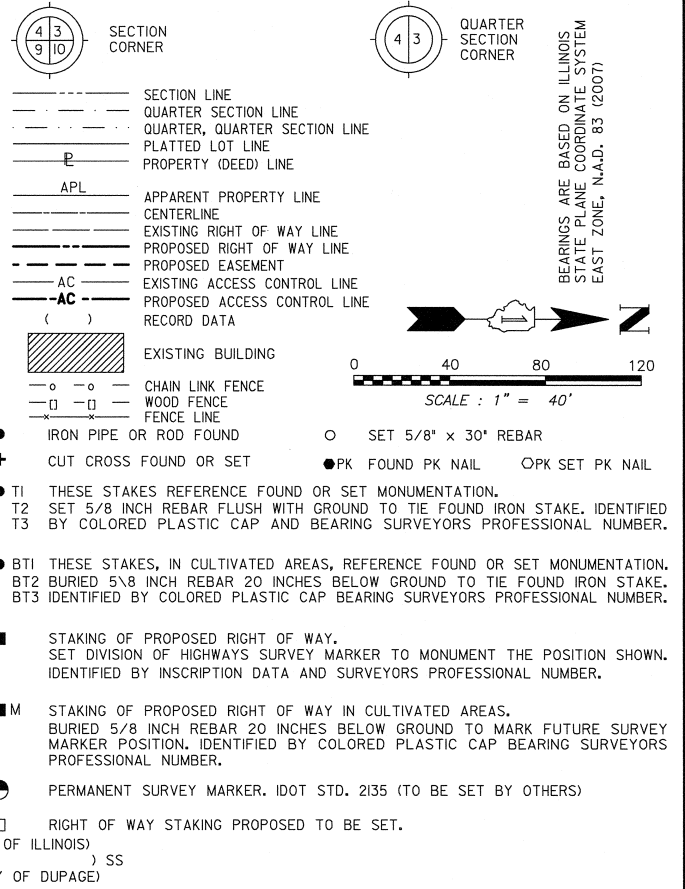 4 3
9 10
SECTION
CORNER
4 3
QUARTER
SECTION
CORNER
BEARINGS ARE BASED ON ILLINOIS
STATE PLANE COORDINATE SYSTEM
EAST ZONE, N.A.D. 83 (2007)
SECTION LINE
QUARTER SECTION LINE
QUARTER, QUARTER SECTION LINE
PLATTED LOT LINE
PL PROPERTY (DEED) LINE
APL APPARENT PROPERTY LINE
CENTERLINE
EXISTING RIGHT OF WAY LINE
PROPOSED RIGHT OF WAY LINE
PROPOSED EASEMENT
AC EXISTING ACCESS CONTROL LINE
AC PROPOSED ACCESS CONTROL LINE
( ) RECORD DATA
EXISTING BUILDING
N
0 40 80 120
SCALE : 1" = 40'
CHAIN LINK FENCE
WOOD FENCE
FENCE LINE
IRON PIPE OR ROD FOUND
SET 5/8" x 30" REBAR
CUT CROSS FOUND OR SET
PK FOUND PK NAIL
PK SET PK NAIL
T1 THESE STAKES REFERENCE FOUND OR SET MONUMENTATION.
T2 SET 5/8 INCH REBAR FLUSH WITH GROUND TO TIE FOUND IRON STAKE. IDENTIFIED
T3 BY COLORED PLASTIC CAP AND BEARING SURVEYORS PROFESSIONAL NUMBER.
BT1 THESE STAKES, IN CULTIVATED AREAS, REFERENCE FOUND OR SET MONUMENTATION.
BT2 BURIED 5\8 INCH REBAR 20 INCHES BELOW GROUND TO TIE FOUND IRON STAKE.
BT3 IDENTIFIED BY COLORED PLASTIC CAP BEARING SURVEYORS PROFESSIONAL NUMBER.
STAKING OF PROPOSED RIGHT OF WAY.
SET DIVISION OF HIGHWAYS SURVEY MARKER TO MONUMENT THE POSITION SHOWN.
IDENTIFIED BY INSCRIPTION DATA AND SURVEYORS PROFESSIONAL NUMBER.
M STAKING OF PROPOSED RIGHT OF WAY IN CULTIVATED AREAS.
BURIED 5/8 INCH REBAR 20 INCHES BELOW GROUND TO MARK FUTURE SURVEY
MARKER POSITION. IDENTIFIED BY COLORED PLASTIC CAP BEARING SURVEYORS
PROFESSIONAL NUMBER.
PERMANENT SURVEY MARKER. IDOT STD. 2135 (TO BE SET BY OTHERS)
RIGHT OF WAY STAKING PROPOSED TO BE SET.
OF ILLINOIS)
) SS
OF DUPAGE)